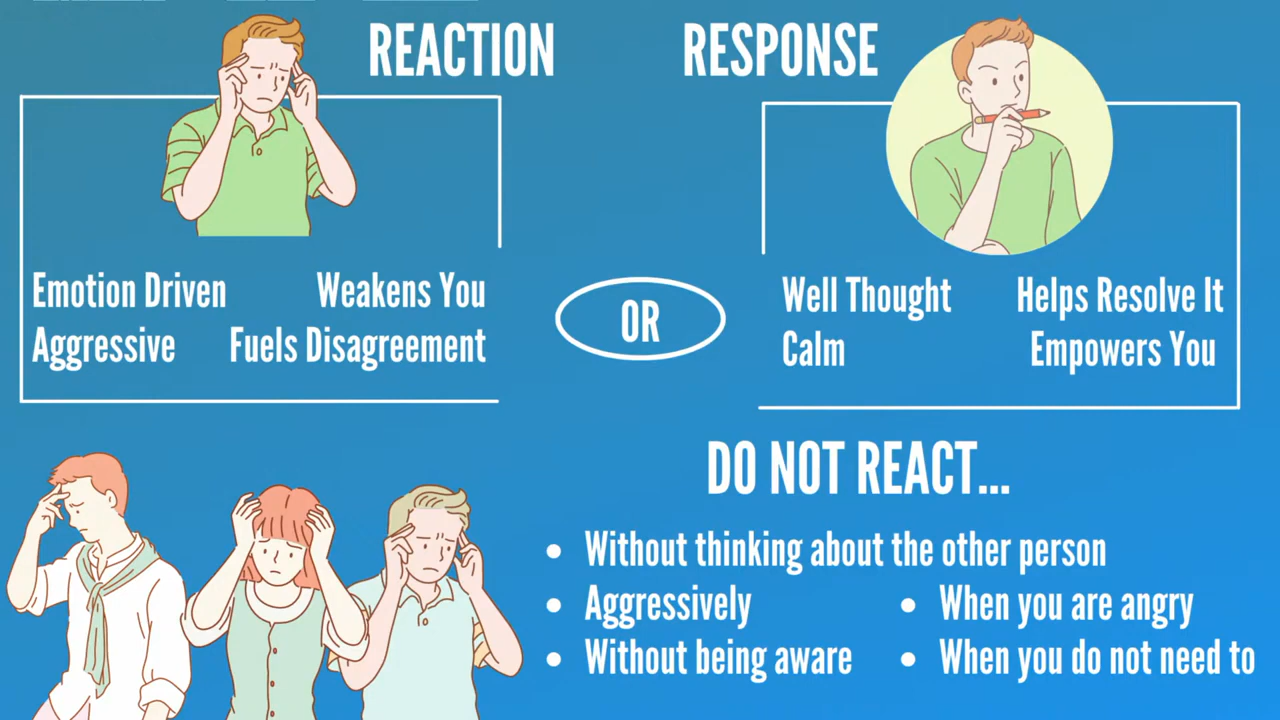 REACTION
Emotion Driven
Weakens You
Aggressive
Fuels Disagreement
OR
RESPONSE
Well Thought
Helps Resolve It
Calm
Empowers You
DO NOT REACT...
• Without thinking about the other person
• Aggressively
• When you are angry
• Without being aware
• When you do not need to